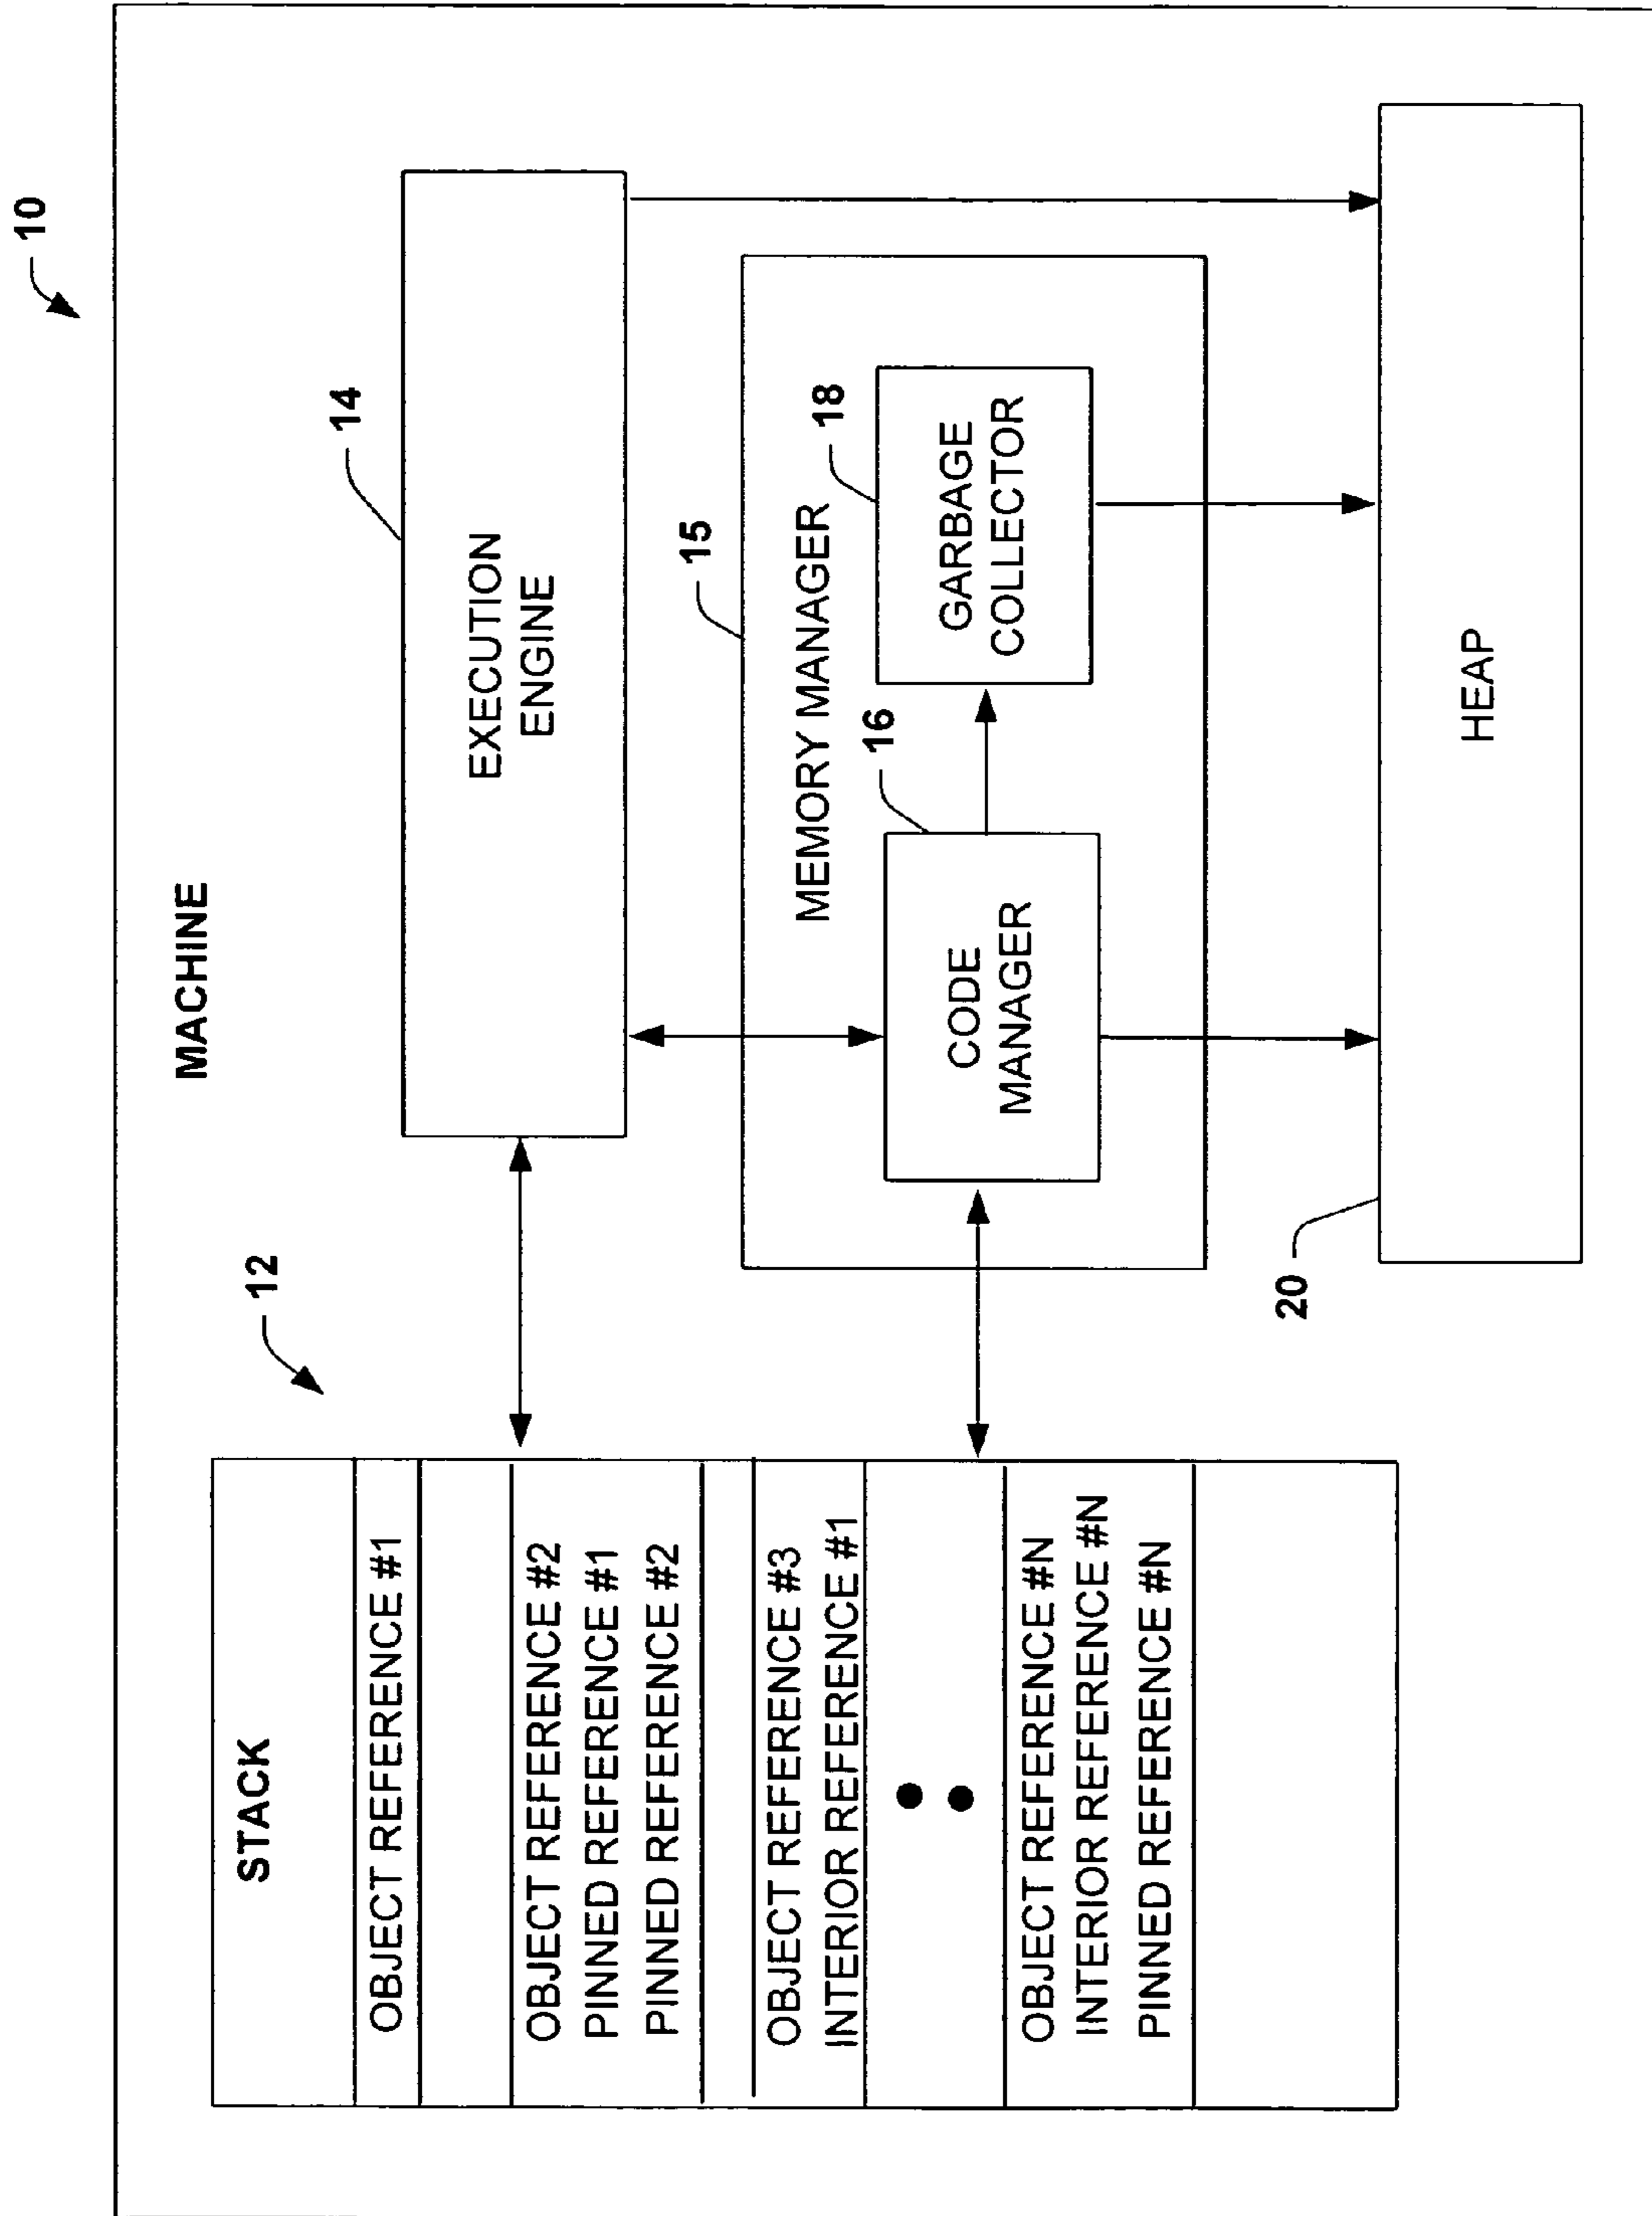 10
MACHINE
STACK
OBJECT REFERENCE #1
OBJECT REFERENCE #2
PINNED REFERENCE #1
PINNED REFERENCE #2
OBJECT REFERENCE #3
INTERIOR REFERENCE #1
OBJECT REFERENCE #N
INTERIOR REFERENCE #N
PINNED REFERENCE #N
12
14
EXECUTION
ENGINE
15
MEMORY MANAGER
16
CODE
MANAGER
18
GARBAGE
COLLECTOR
20
HEAP